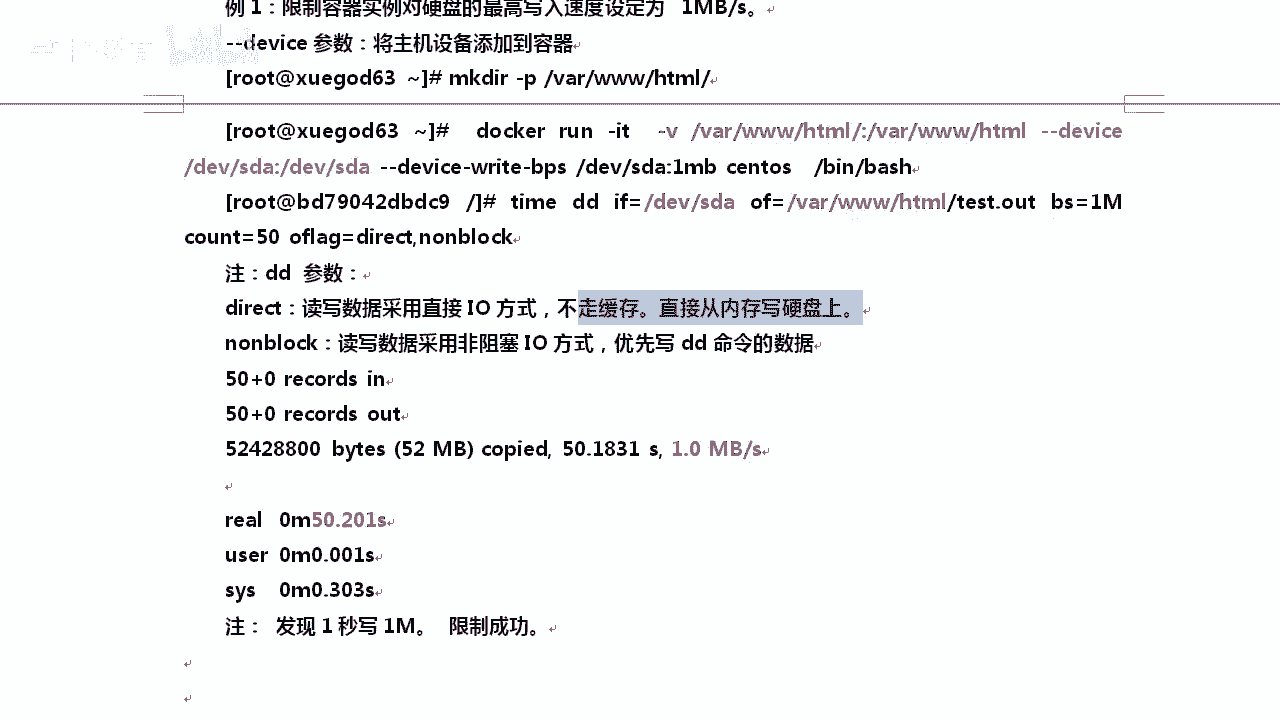 例1：限制容器实例对硬盘的最高写入速度设定为 1MB/s。
--device 参数：将主机设备添加到容器
[root@xuegod63 ~]# mkdir -p /var/www/html/
[root@xuegod63 ~]# docker run -it -v /var/www/html/:/var/www/html --device
/dev/sda:/dev/sda --device-write-bps /dev/sda:1mb centos /bin/bash
[root@bd79042dbdc9 /]# time dd if=/dev/sda of=/var/www/html/test.out bs=1M
count=50 oflag=direct,nonblock
注：dd 参数：
direct：读写数据采用直接IO方式，不走缓存。直接从内存写硬盘上。
nonblock：读写数据采用非阻塞IO方式，优先写dd命令的数据
50+0 records in
50+0 records out
52428800 bytes (52 MB) copied, 50.1831 s, 1.0 MB/s
real 0m50.201s
user 0m0.001s
sys 0m0.303s
注： 发现1秒写1M。 限制成功。